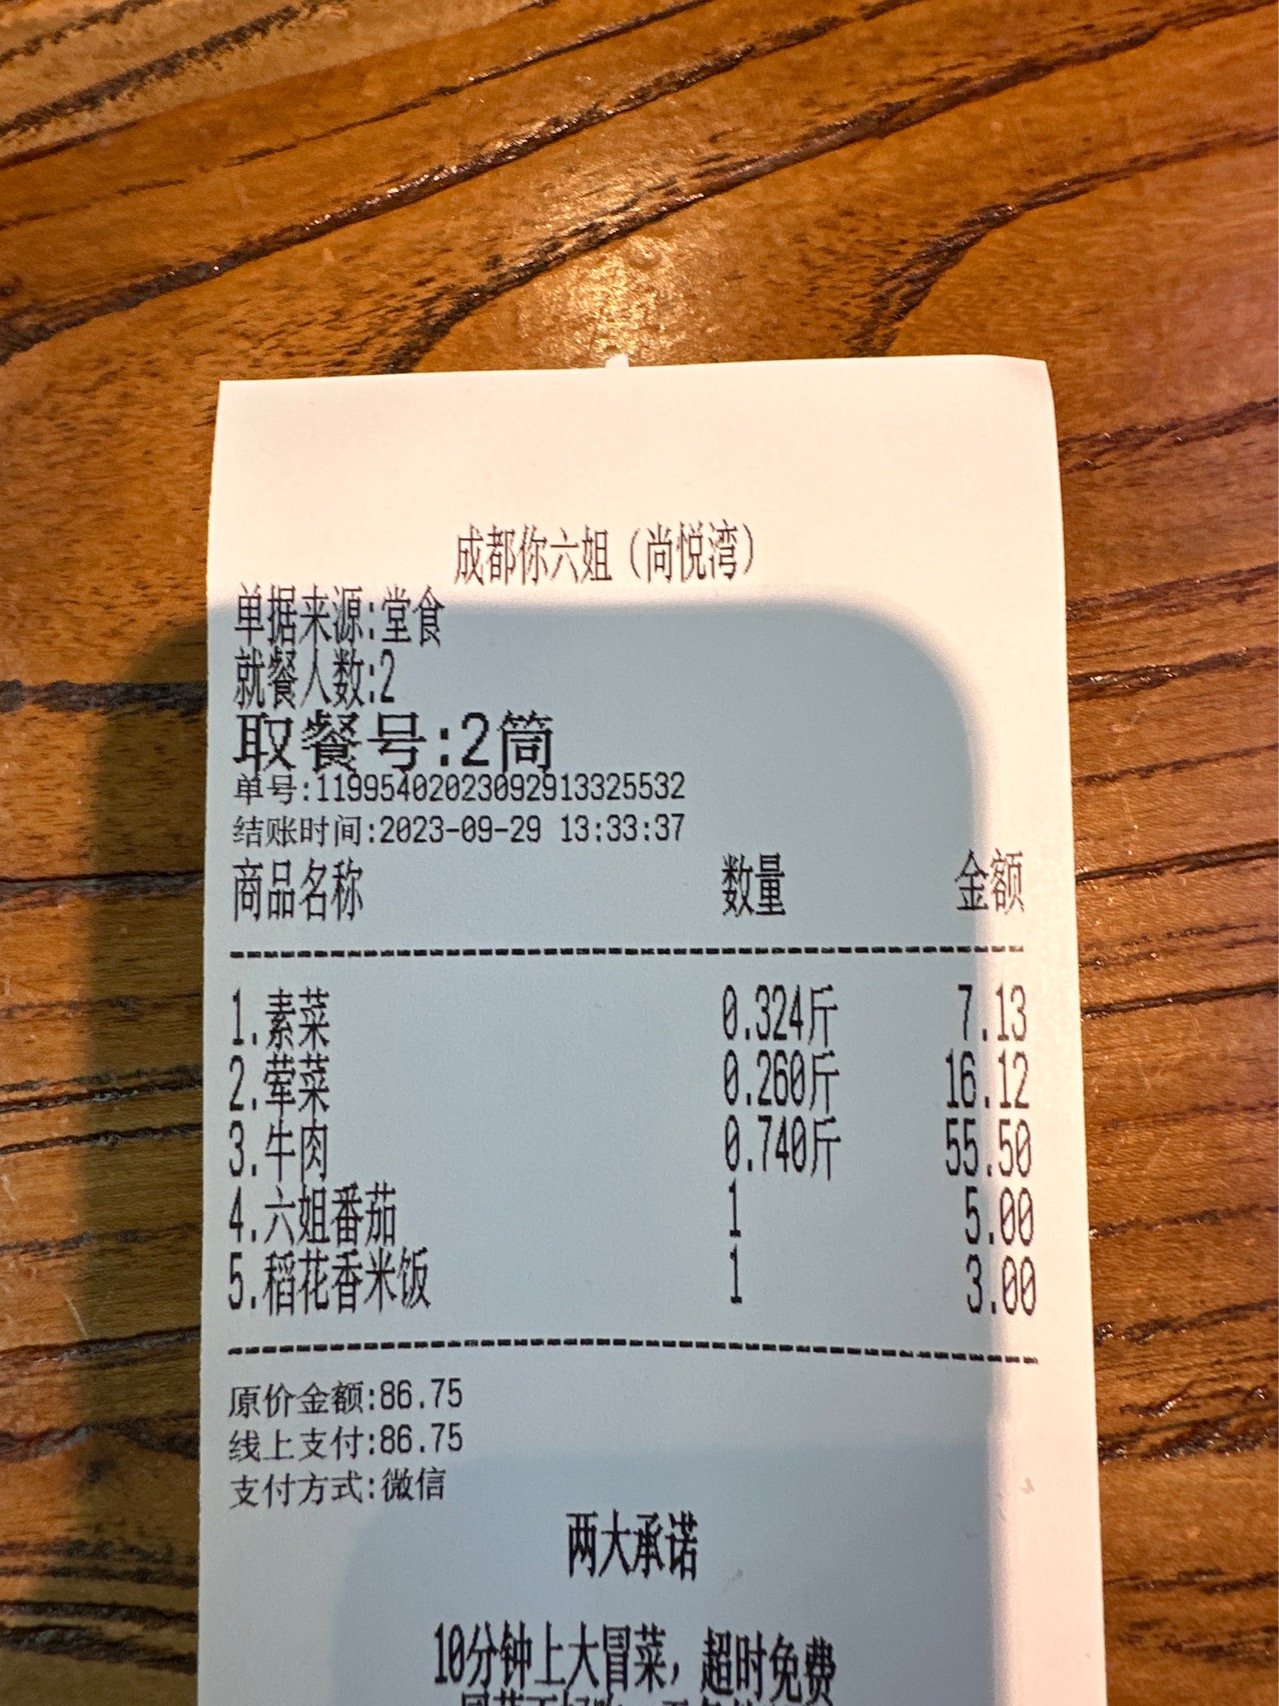 成都你六姐（尚悦湾）
单据来源:堂食
就餐人数:2
取餐号:2筒
单号:11995402023092913325532
结账时间:2023-09-29 13:33:37
商品名称 数量 金额
1.素菜 0.324斤 7.13
2.荤菜 0.260斤 16.12
3.牛肉 0.740斤 55.50
4.六姐番茄 1 5.00
5.稻花香米饭 1 3.00
原价金额:86.75
线上支付:86.75
支付方式:微信
两大承诺
10分钟上大冒菜，超时免费